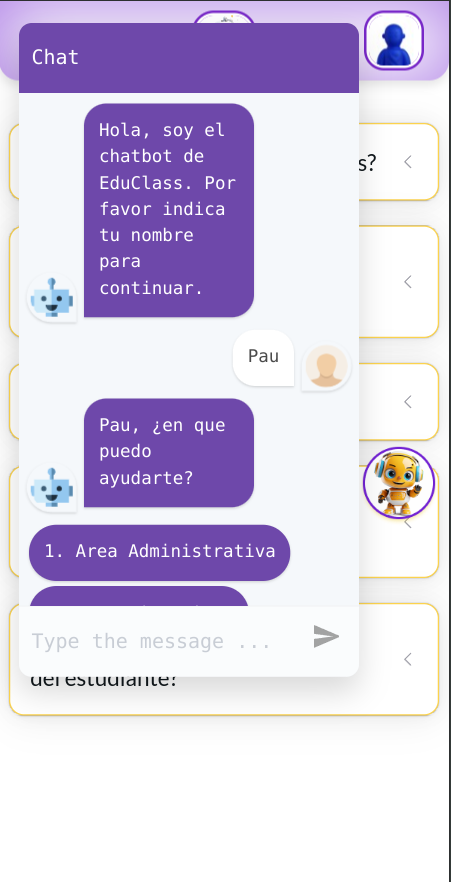 Chat
Hola, soy el
chatbot de
EduClass. Por
favor indica
tu nombre
para
continuar.
s?
Pau
Pau, ¿en que
puedo
ayudarte?
1. Area Administrativa
Type the message ...
del estudiante?